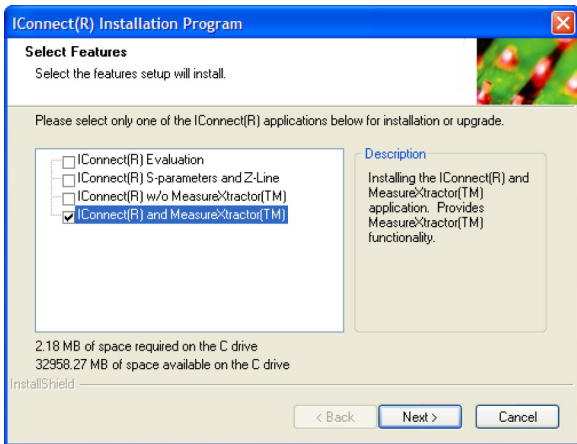 IConnect(R) Installation Program
Select Features
Select the features setup will install.
Please select only one of the IConnect(R) applications below for installation or upgrade.
IConnect(R) Evaluation
IConnect(R) S-parameters and Z-Line
IConnect(R) w/o MeasureXtractor(TM)
IConnect(R) and MeasureXtractor(TM)
Description
Installing the IConnect(R) and
MeasureXtractor(TM)
application. Provides
MeasureXtractor(TM)
functionality.
2.18 MB of space required on the C drive
32958.27 MB of space available on the C drive
InstallShield
< Back
Next >
Cancel